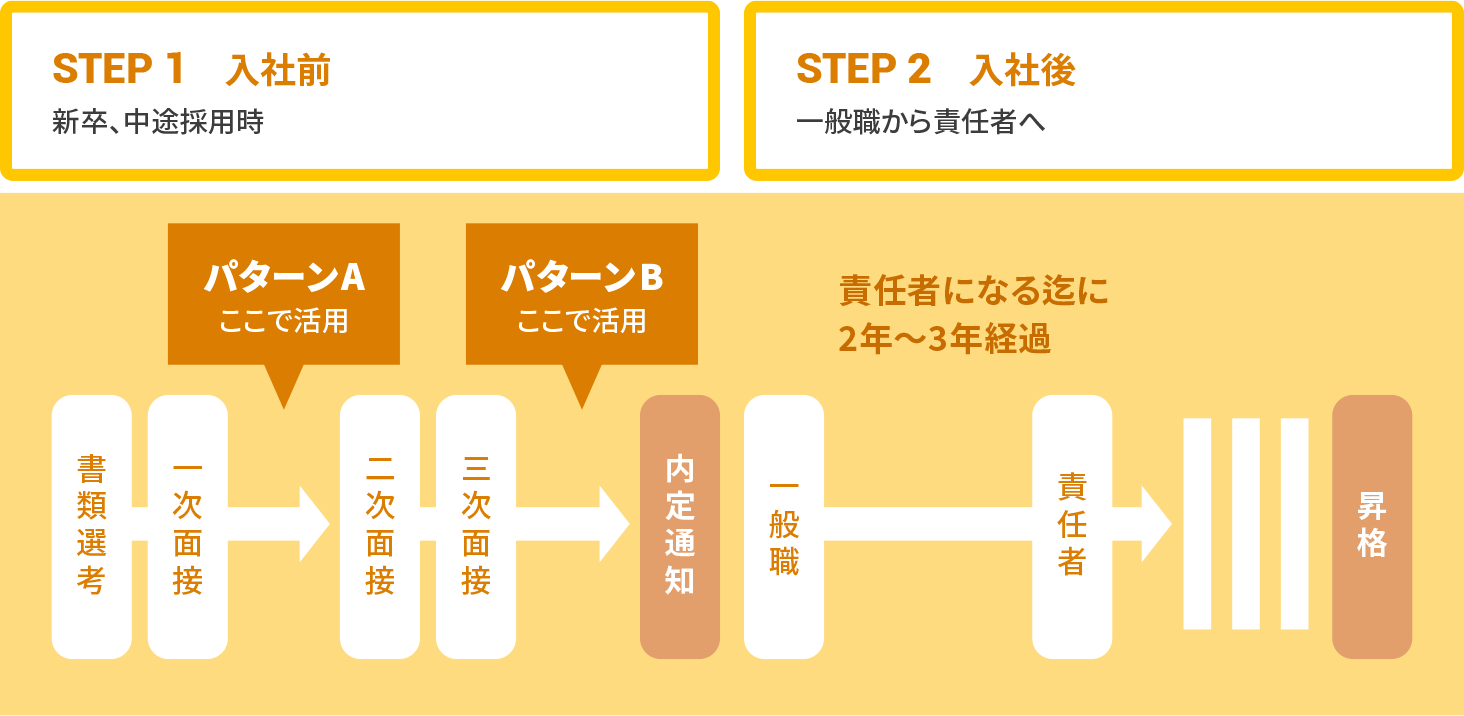 STEP 1 入社前
新卒、中途採用時
STEP 2 入社後
一般職から責任者へ
パターンA
ここで活用
パターンB
ここで活用
責任者になる迄に
2年〜3年経過
書類選考
一次面接
二次面接
三次面接
内定通知
一般職
責任者
昇格